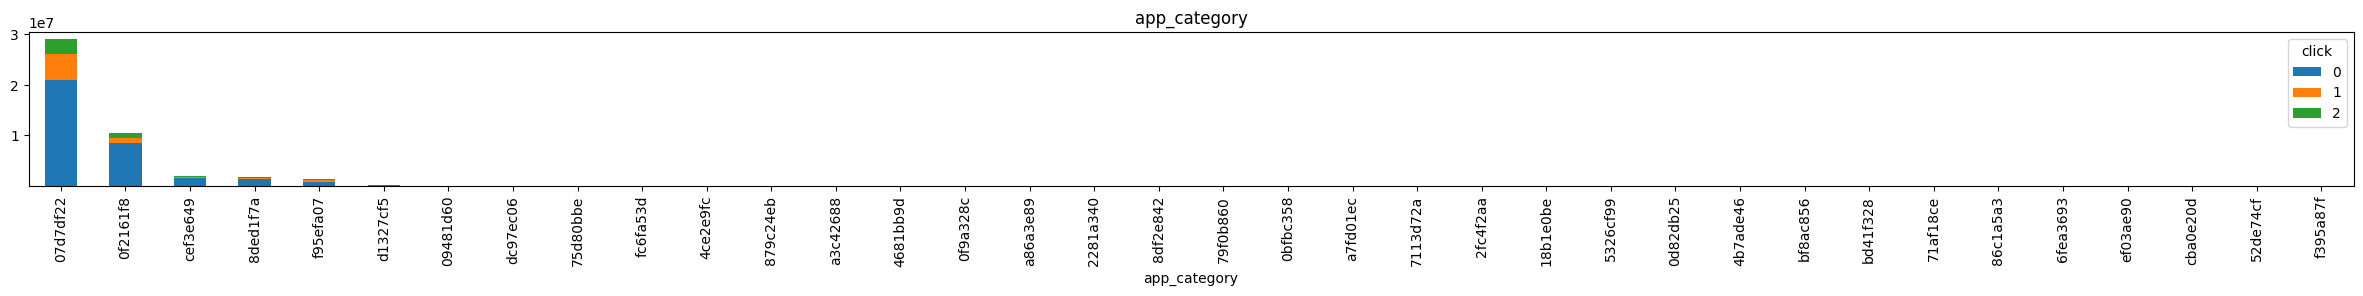 app_category
1e7
3
2
1
click
0
1
2
07d7df22
0f2161f8
cef3e649
8ded1f7a
f95efa07
d1327cf5
09481d60
dc97ec06
75d80bbe
fc6fa53d
4ce2e9fc
879c24eb
a3c42688
4681bb9d
0f9a328c
a86a3e89
2281a340
8df2e842
79f0b860
0bfbc358
a7fd01ec
7113d72a
2fc4f2aa
18b1e0be
5326cf99
0d82db25
4b7ade46
bf8ac856
bd41f328
71af18ce
86c1a5a3
6fea3693
ef03ae90
cba0e20d
52de74cf
f395a87f
app_category